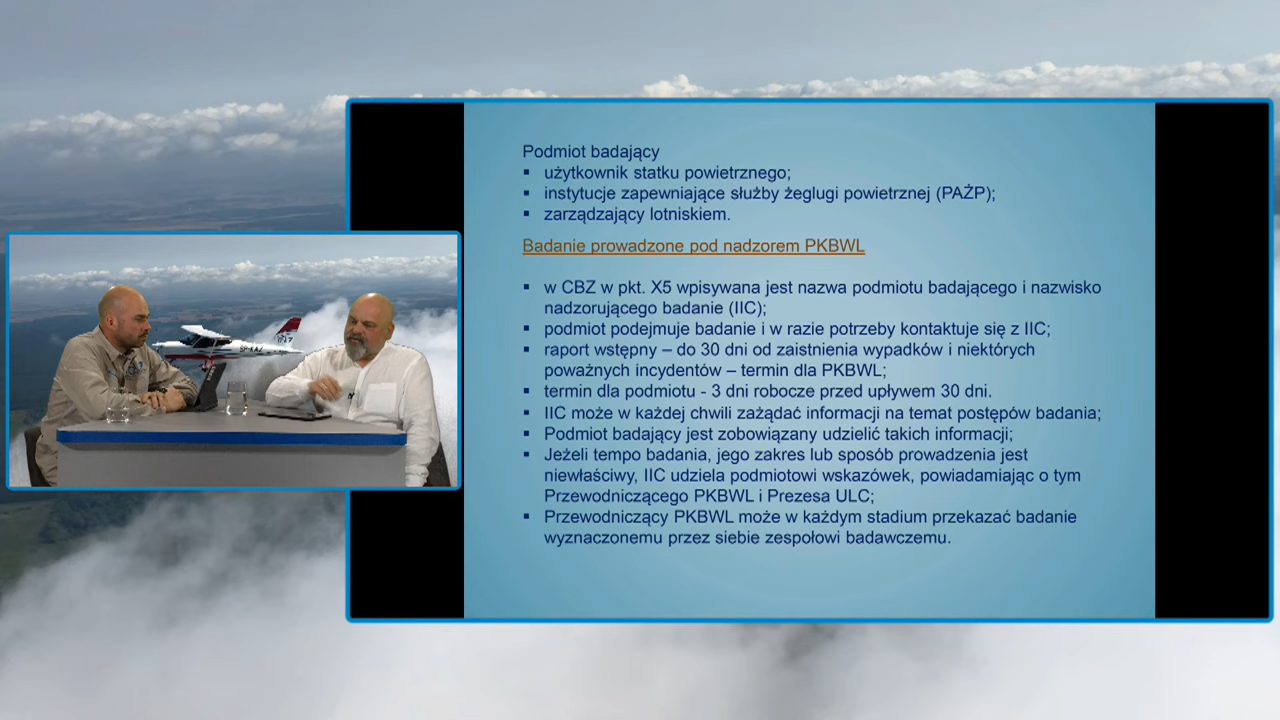 Podmiot badający
▪ użytkownik statku powietrznego;
▪ instytucje zapewniające służby żeglugi powietrznej (PAŻP);
▪ zarządzający lotniskiem.
Badanie prowadzone pod nadzorem PKBWL
▪ w CBZ w pkt. X5 wpisywana jest nazwa podmiotu badającego i nazwisko
nadzorującego badanie (IIC);
▪ podmiot podejmuje badanie i w razie potrzeby kontaktuje się z IIC;
▪ raport wstępny – do 30 dni od zaistnienia wypadków i niektórych
poważnych incydentów – termin dla PKBWL;
▪ termin dla podmiotu - 3 dni robocze przed upływem 30 dni.
▪ IIC może w każdej chwili zażądać informacji na temat postępów badania;
▪ Podmiot badający jest zobowiązany udzielić takich informacji;
▪ Jeżeli tempo badania, jego zakres lub sposób prowadzenia jest
niewłaściwy, IIC udziela podmiotowi wskazówek, powiadamiając o tym
Przewodniczącego PKBWL i Prezesa ULC;
▪ Przewodniczący PKBWL może w każdym stadium przekazać badanie
wyznaczonemu przez siebie zespołowi badawczemu.
SP-KAZ